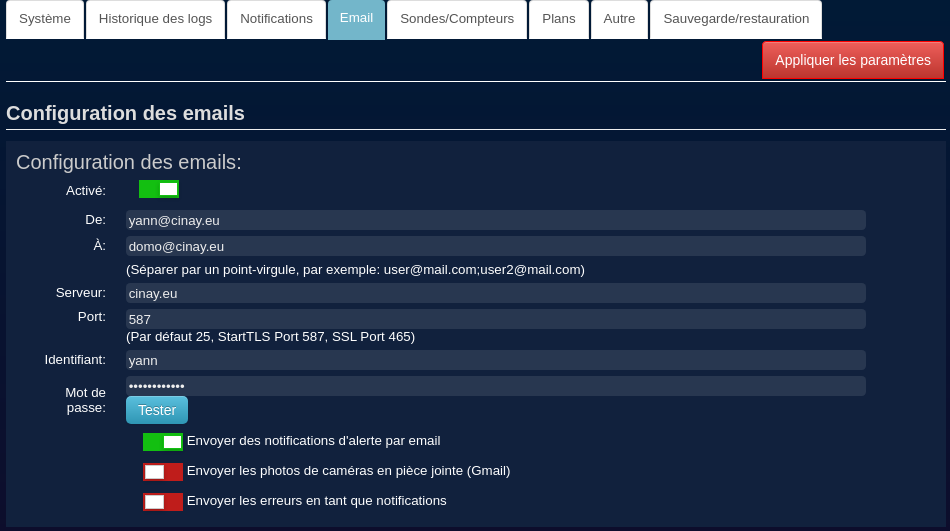 Système Historique des logs Notifications Email Sondes/Compteurs Plans Autre Sauvegarde/restauration
Appliquer les paramètres
Configuration des emails
Configuration des emails:
Activé:
De: yann@cinay.eu
À: domo@cinay.eu
(Séparer par un point-virgule, par exemple: user@mail.com;user2@mail.com)
Serveur: cinay.eu
Port: 587
(Par défaut 25, StartTLS Port 587, SSL Port 465)
Identifiant: yann
Mot de
passe: ••••••••••••
Tester
Envoyer des notifications d'alerte par email
Envoyer les photos de caméras en pièce jointe (Gmail)
Envoyer les erreurs en tant que notifications